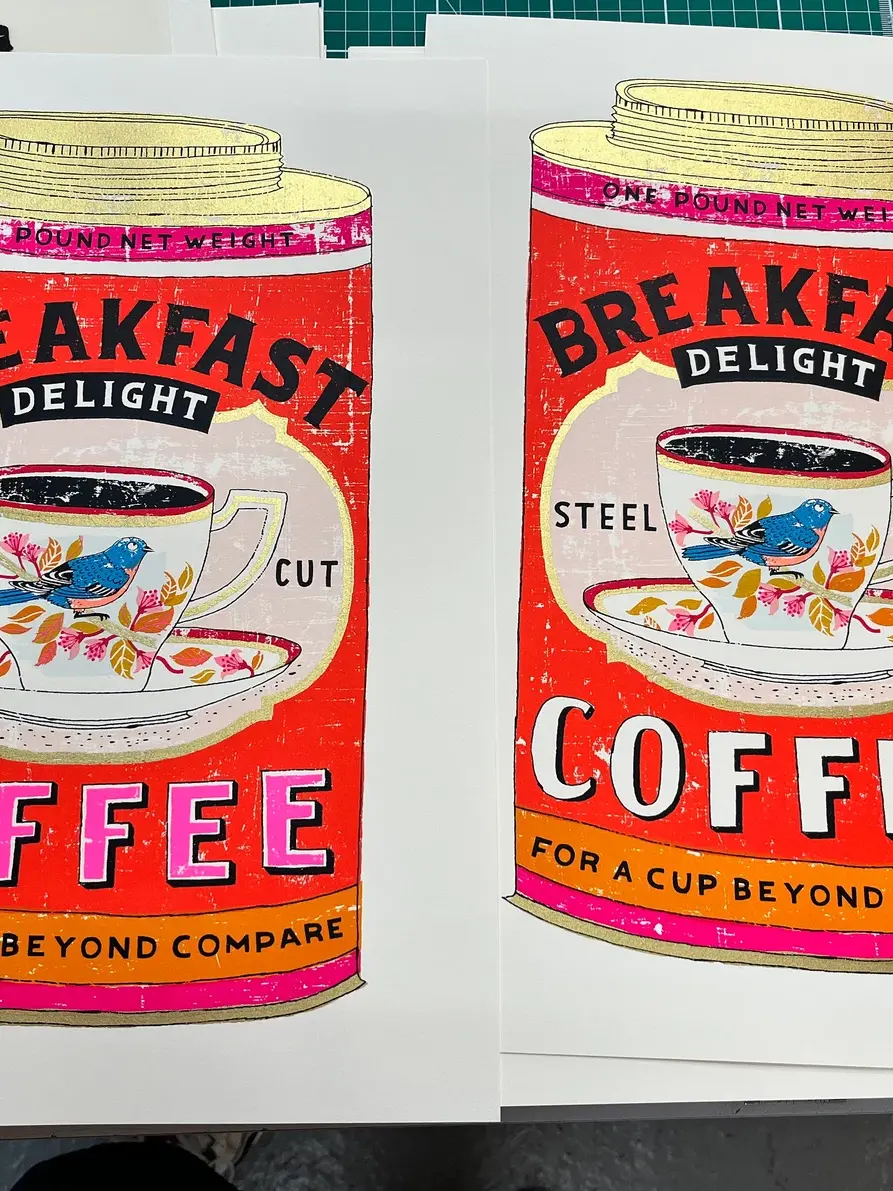 POUND NET WEIGHT
EAKFAST
DELIGHT
CUT
FFEE
BEYOND COMPARE
ONE POUND NET WEI
BREAKFA
DELIGHT
STEEL
COFF
FOR A CUP BEYOND